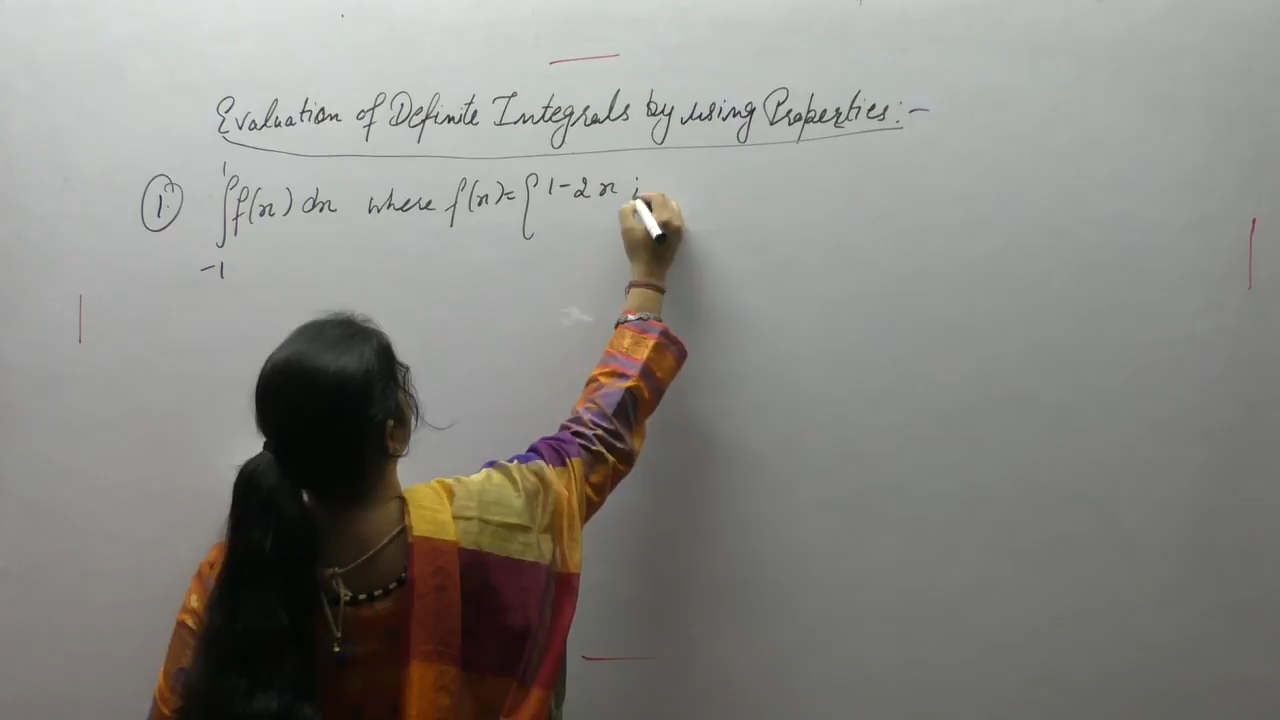 Evaluation of Definite Integrals by using Properties:-
1. ∫₋₁¹ f(x) dx where f(x)= { 1-2x ;